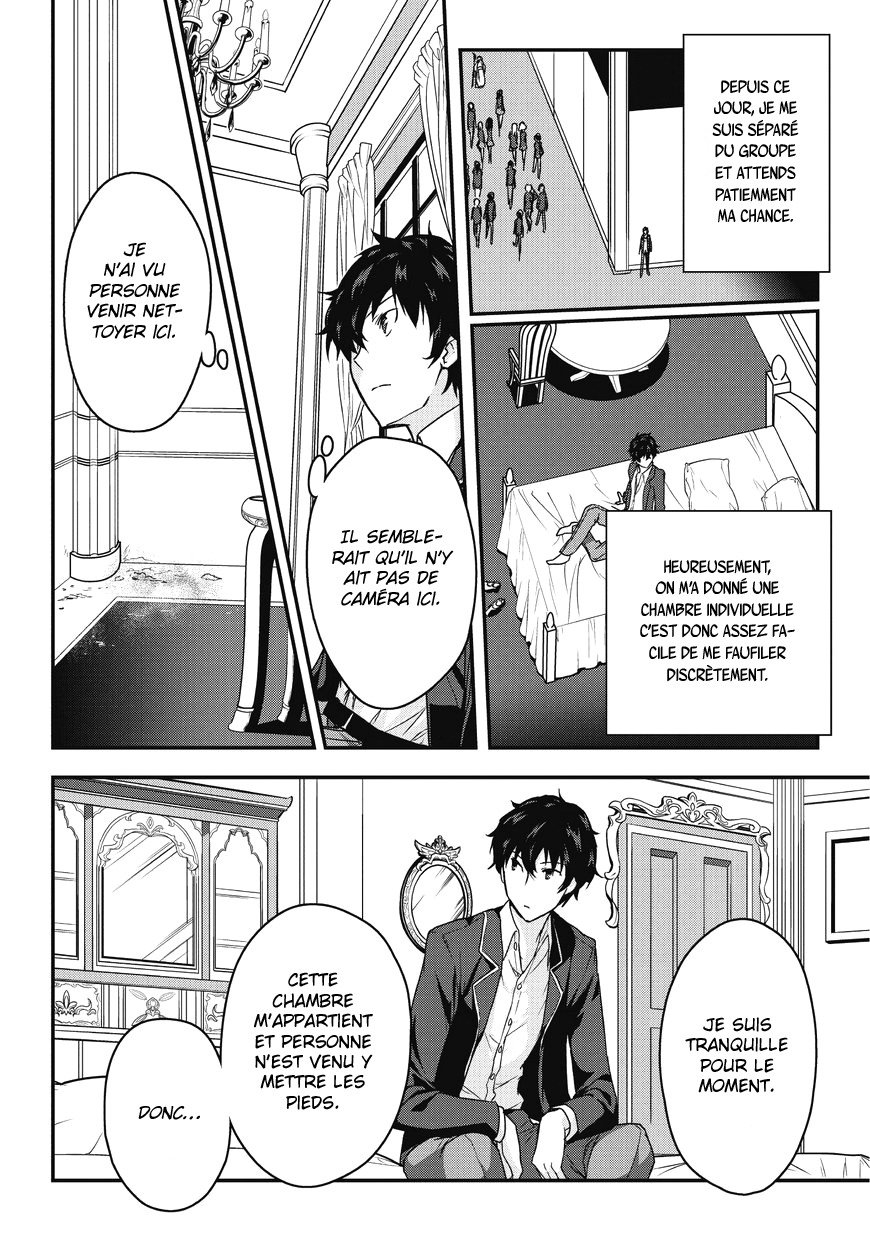 DEPUIS CE
JOUR, JE ME
SUIS SÉPARÉ
DU GROUPE
ET ATTENDS
PATIEMMENT
MA CHANCE.
HEUREUSEMENT,
ON M'A DONNÉ UNE
CHAMBRE INDIVIDUELLE
C'EST DONC ASSEZ FA-
CILE DE ME FAUFILER
DISCRÈTEMENT.
IL SEMBLE-
RAIT QU'IL N'Y
AIT PAS DE
CAMÉRA ICI.
JE
N'AI VU
PERSONNE
VENIR NET-
TOYER ICI.
JE SUIS
TRANQUILLE
POUR LE
MOMENT.
CETTE
CHAMBRE
M'APPARTIENT
ET PERSONNE
N'EST VENU Y
METTRE LES
PIEDS.
DONC...